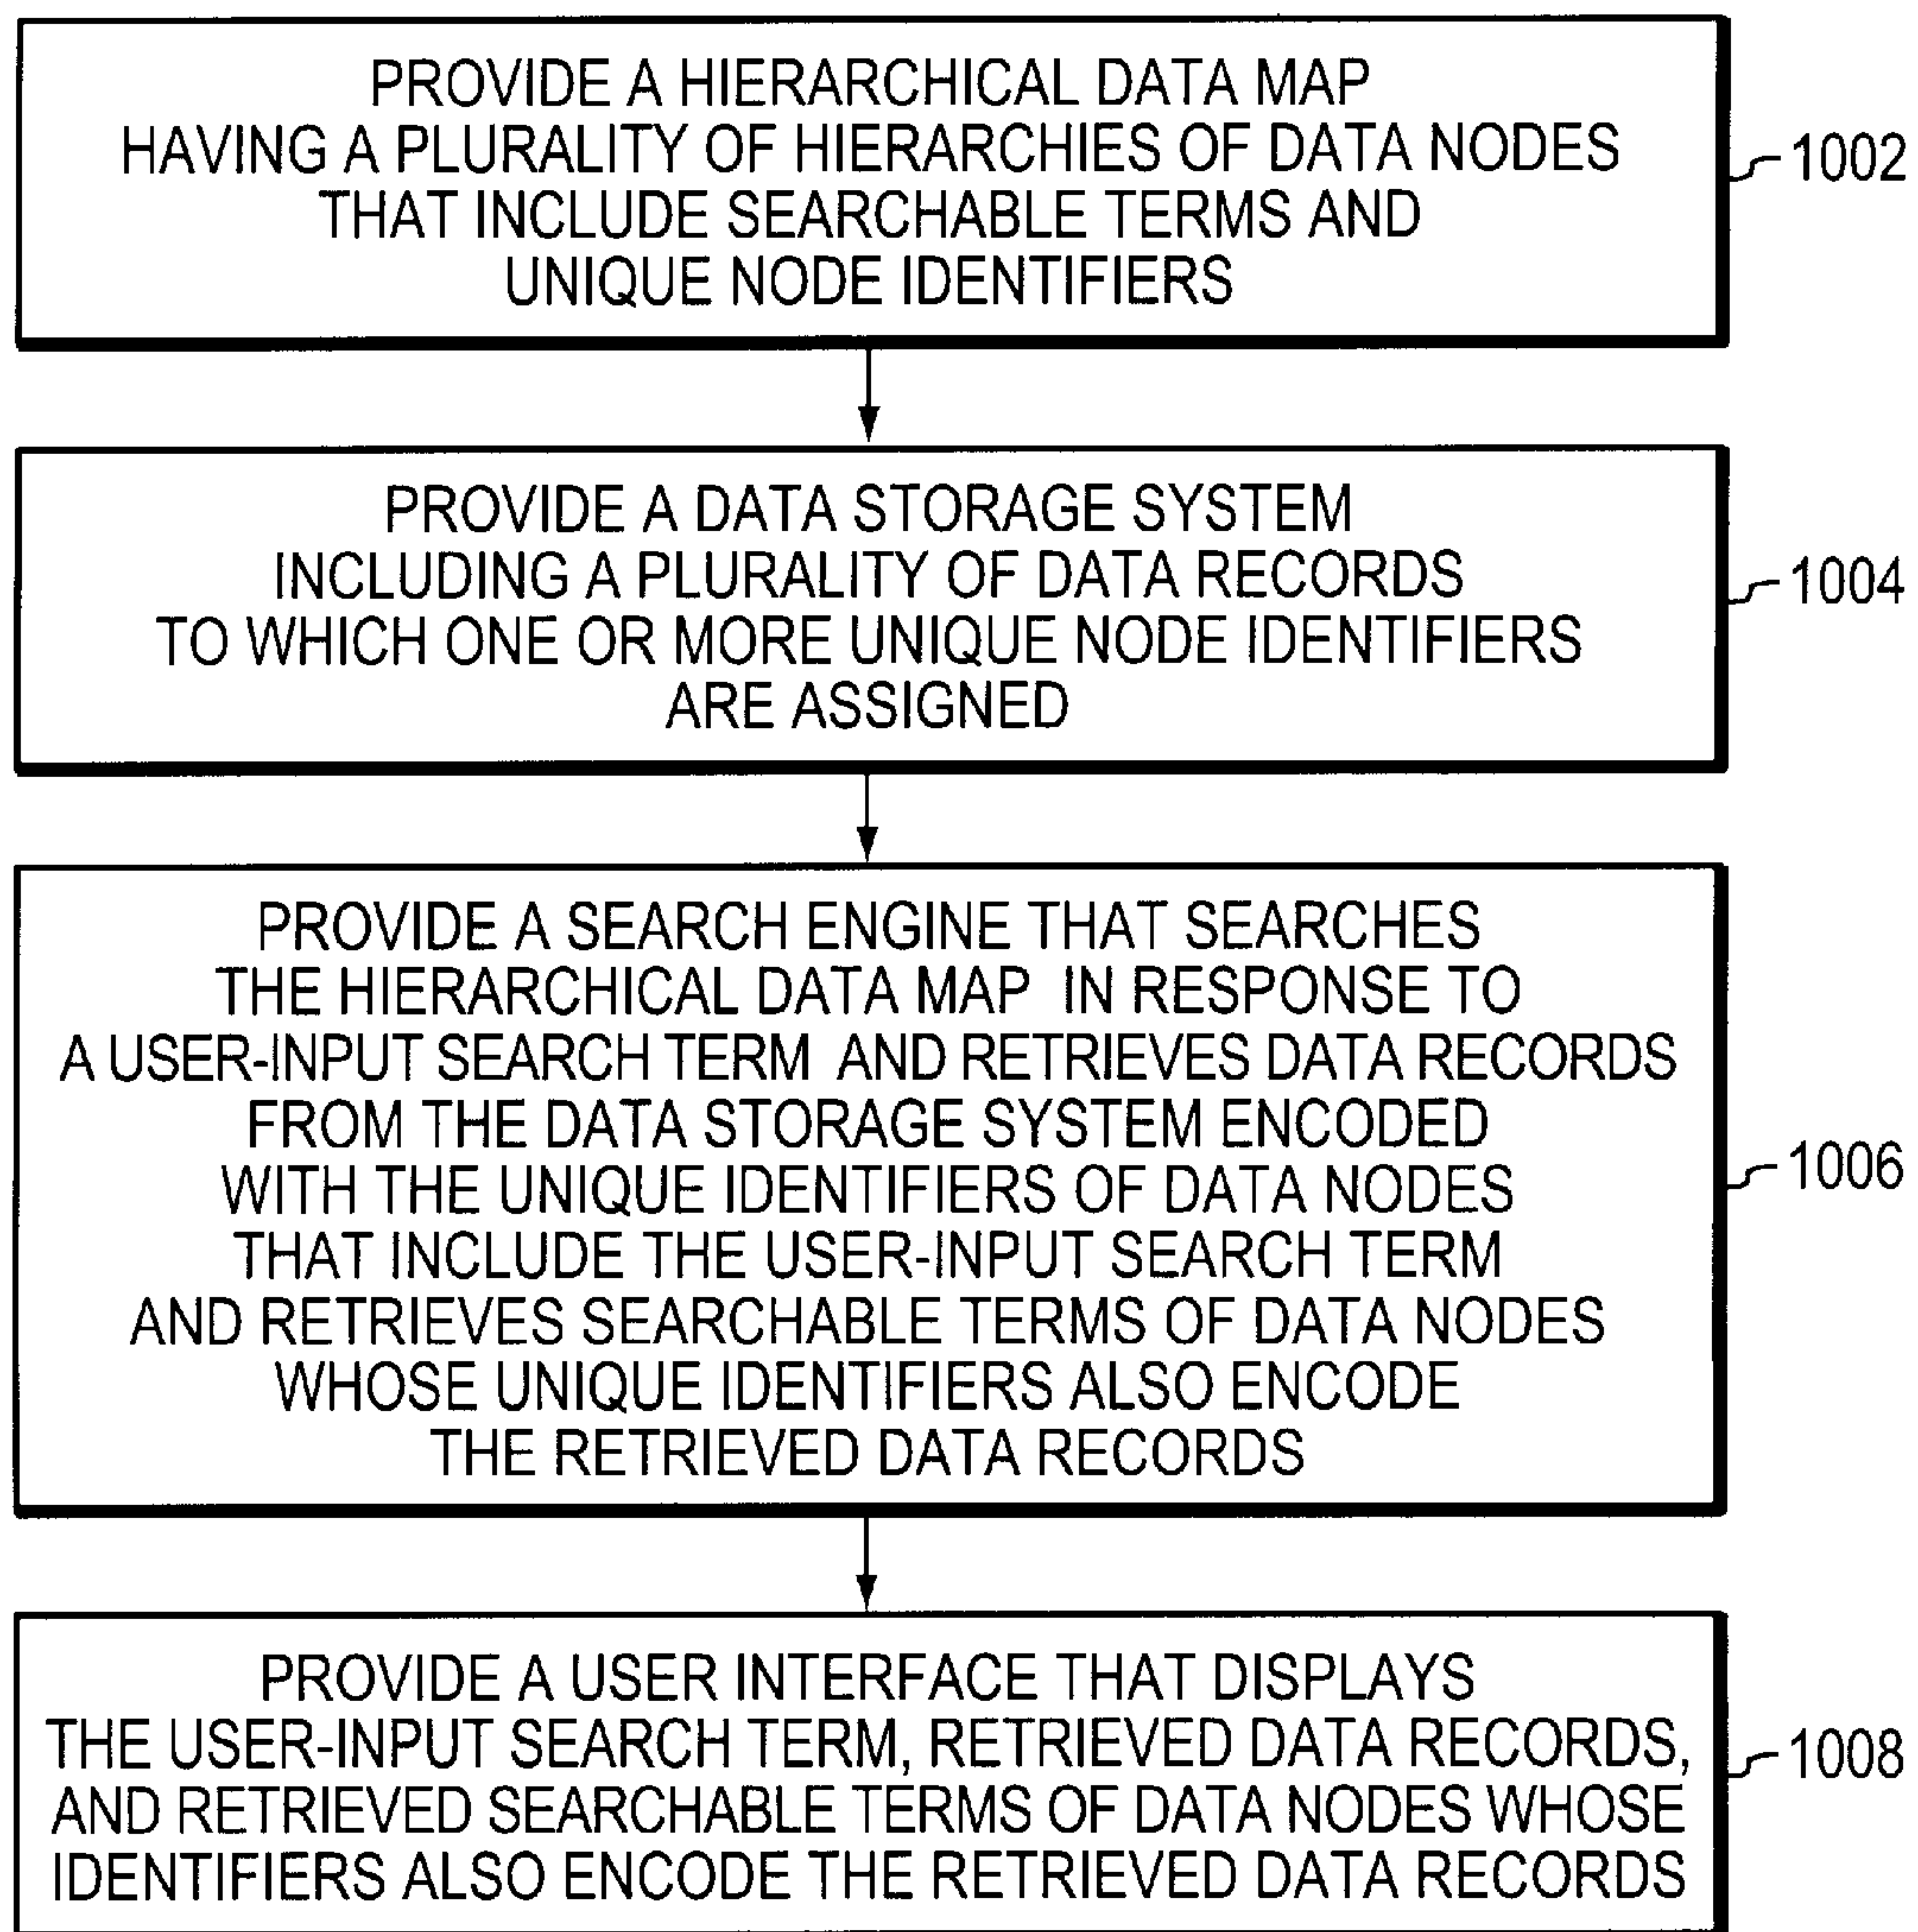 PROVIDE A HIERARCHICAL DATA MAP
HAVING A PLURALITY OF HIERARCHIES OF DATA NODES
THAT INCLUDE SEARCHABLE TERMS AND
UNIQUE NODE IDENTIFIERS
1002
PROVIDE A DATA STORAGE SYSTEM
INCLUDING A PLURALITY OF DATA RECORDS
TO WHICH ONE OR MORE UNIQUE NODE IDENTIFIERS
ARE ASSIGNED
1004
PROVIDE A SEARCH ENGINE THAT SEARCHES
THE HIERARCHICAL DATA MAP IN RESPONSE TO
A USER-INPUT SEARCH TERM AND RETRIEVES DATA RECORDS
FROM THE DATA STORAGE SYSTEM ENCODED
WITH THE UNIQUE IDENTIFIERS OF DATA NODES
THAT INCLUDE THE USER-INPUT SEARCH TERM
AND RETRIEVES SEARCHABLE TERMS OF DATA NODES
WHOSE UNIQUE IDENTIFIERS ALSO ENCODE
THE RETRIEVED DATA RECORDS
1006
PROVIDE A USER INTERFACE THAT DISPLAYS
THE USER-INPUT SEARCH TERM, RETRIEVED DATA RECORDS,
AND RETRIEVED SEARCHABLE TERMS OF DATA NODES WHOSE
IDENTIFIERS ALSO ENCODE THE RETRIEVED DATA RECORDS
1008